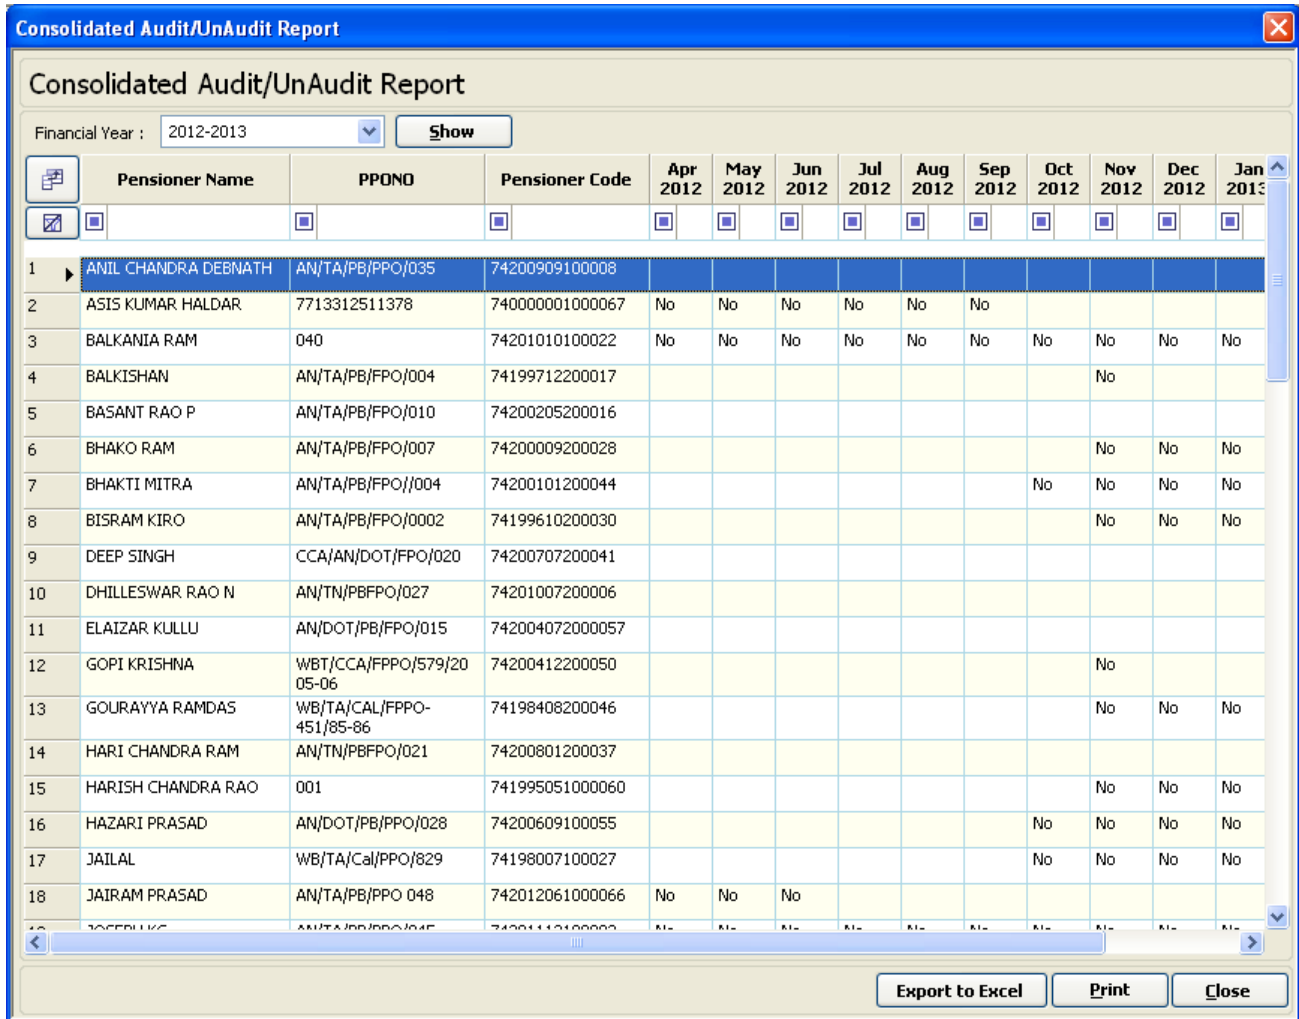 Consolidated Audit/UnAudit Report
Consolidated Audit/UnAudit Report
Financial Year : 2012-2013 Show
Pensioner Name PPONO Pensioner Code Apr 2012 May 2012 Jun 2012 Jul 2012 Aug 2012 Sep 2012 Oct 2012 Nov 2012 Dec 2012 Jan 2013
1 ANIL CHANDRA DEBNATH AN/TA/PB/PPO/035 74200909100008
2 ASIS KUMAR HALDAR 7713312511378 740000001000067 No No No No No No
3 BALKANIA RAM 040 74201010100022 No No No No No No No No No No
4 BALKISHAN AN/TA/PB/FPO/004 74199712200017 No
5 BASANT RAO P AN/TA/PB/FPO/010 74200205200016
6 BHAKO RAM AN/TA/PB/FPO/007 74200009200028 No No No
7 BHAKTI MITRA AN/TA/PB/FPO//004 74200101200044 No No No No
8 BISRAM KIRO AN/TA/PB/FPO/0002 74199610200030 No No No
9 DEEP SINGH CCA/AN/DOT/FPO/020 74200707200041
10 DHILLESWAR RAO N AN/TN/PBFPO/027 74201007200006
11 ELAIZAR KULLU AN/DOT/PB/FPO/015 742004072000057
12 GOPI KRISHNA WBT/CCA/FPPO/579/20 74200412200050 No
05-06
13 GOURAYYA RAMDAS WB/TA/CAL/FPPO- 74198408200046 No No No
451/85-86
14 HARI CHANDRA RAM AN/TN/PBFPO/021 74200801200037
15 HARISH CHANDRA RAO 001 741995051000060 No No No
16 HAZARI PRASAD AN/DOT/PB/PPO/028 74200609100055 No No No No
17 JAILAL WB/TA/Cal/PPO/829 74198007100027 No No No No
18 JAIRAM PRASAD AN/TA/PB/PPO 048 742012061000066 No No No
Export to Excel Print Close